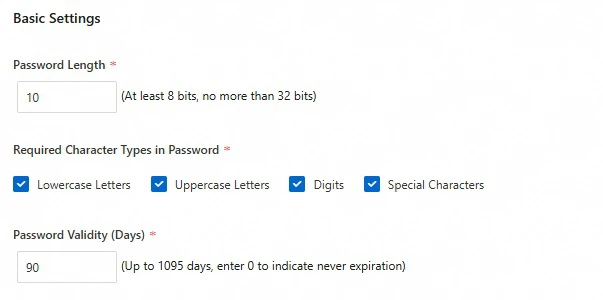 Basic Settings
Password Length *
10 (At least 8 bits, no more than 32 bits)
Required Character Types in Password *
Lowercase Letters Uppercase Letters Digits Special Characters
Password Validity (Days) *
90 (Up to 1095 days, enter 0 to indicate never expiration)